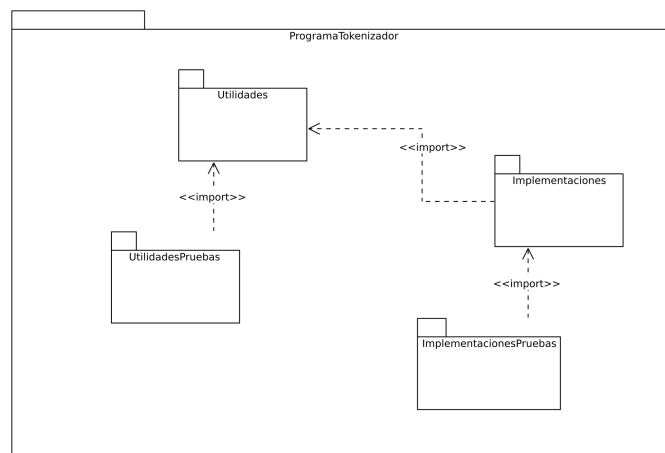 ProgramaTokenizador
Utilidades
<<import>>
Implementaciones
<<import>>
UtilidadesPruebas
<<import>>
ImplementacionesPruebas